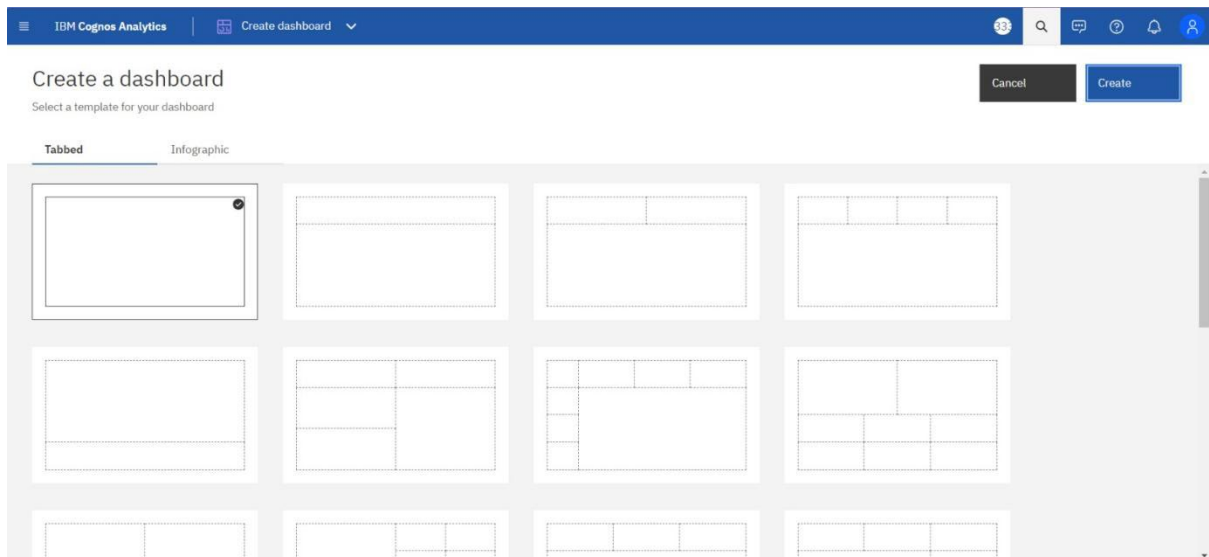 IBM Cognos Analytics
Create dashboard
Create a dashboard
Cancel
Create
Select a template for your dashboard
Tabbed
Infographic